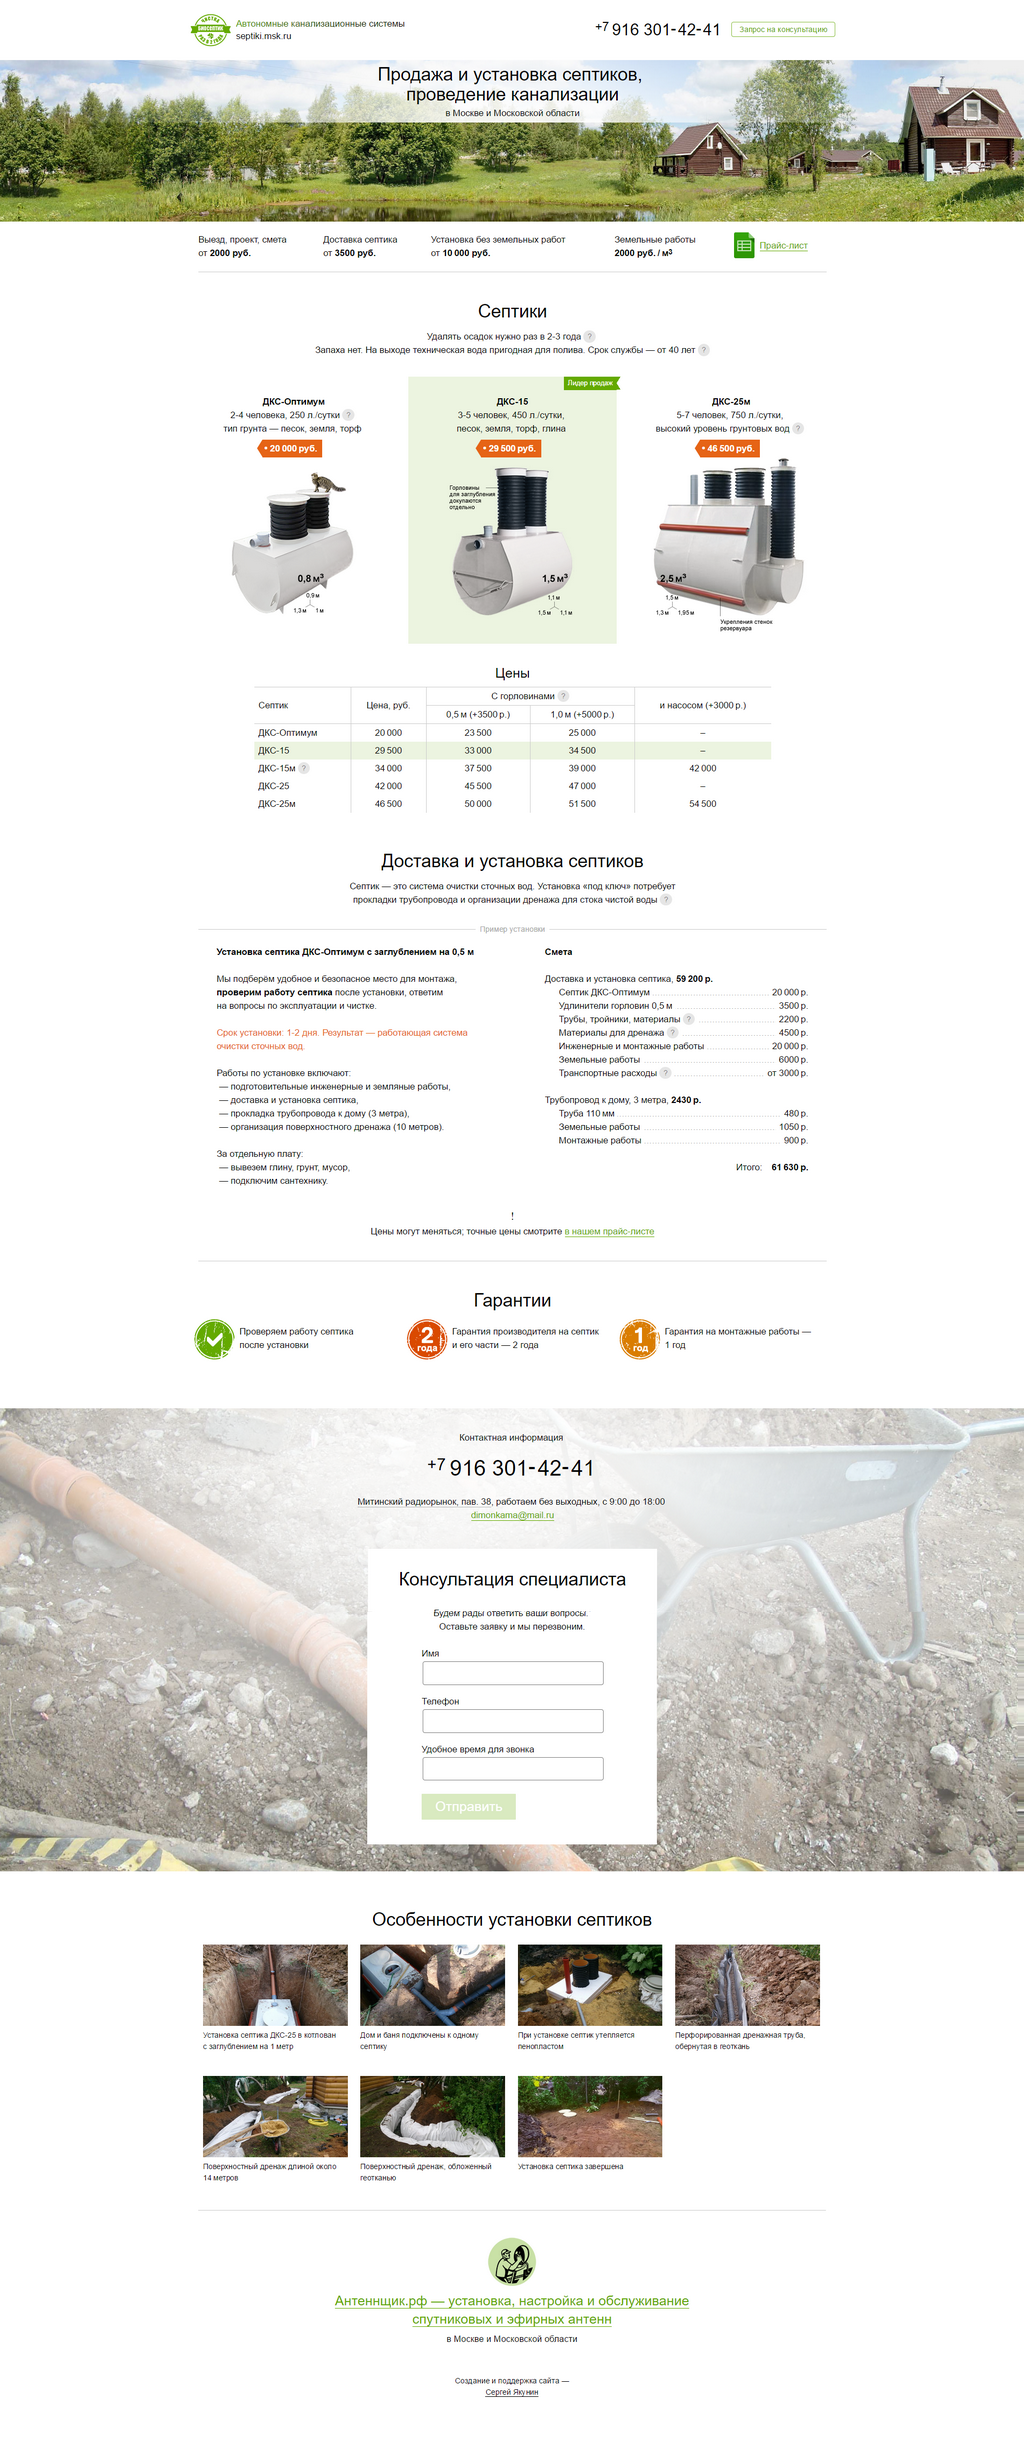 ЧИСТКА
БИОСЕПТИК
Автономные канализационные системы
septiki.msk.ru
+7 916 301-42-41
Запрос на консультацию
Продажа и установка септиков,
проведение канализации
в Москве и Московской области
Выезд, проект, смета
от 2000 руб.
Доставка септика
от 3500 руб.
Установка без земельных работ
от 10 000 руб.
Земельные работы
2000 руб. / м³
Прайс-лист
Септики
Удалять осадок нужно раз в 2-3 года ?
Запаха нет. На выходе техническая вода пригодная для полива. Срок службы — от 40 лет ?
ДКС-Оптимум
2-4 человека, 250 л./сутки ?
тип грунта — песок, земля, торф
• 20 000 руб.
0,8 м³
0,9 м
1,3 м 1 м
Лидер продаж
ДКС-15
3-5 человек, 450 л./сутки,
песок, земля, торф, глина
• 29 500 руб.
Горловины
для заглубления
докупаются
отдельно
1,5 м³
1,1 м
1,5 м 1,1 м
ДКС-25м
5-7 человек, 750 л./сутки,
высокий уровень грунтовых вод ?
• 46 500 руб.
2,5 м³
1,5 м
1,3 м 1,95 м
Укрепления стенок
резервуара
Цены
Септик Цена, руб. С горловинами ? и насосом (+3000 р.)
0,5 м (+3500 р.) 1,0 м (+5000 р.)
ДКС-Оптимум 20 000 23 500 25 000 –
ДКС-15 29 500 33 000 34 500 –
ДКС-15м ? 34 000 37 500 39 000 42 000
ДКС-25 42 000 45 500 47 000 –
ДКС-25м 46 500 50 000 51 500 54 500
Доставка и установка септиков
Септик — это система очистки сточных вод. Установка «под ключ» потребует
прокладки трубопровода и организации дренажа для стока чистой воды ?
Пример установки
Установка септика ДКС-Оптимум с заглублением на 0,5 м
Мы подберём удобное и безопасное место для монтажа,
проверим работу септика после установки, ответим
на вопросы по эксплуатации и чистке.
Срок установки: 1-2 дня. Результат — работающая система
очистки сточных вод.
Работы по установке включают:
— подготовительные инженерные и земляные работы,
— доставка и установка септика,
— прокладка трубопровода к дому (3 метра),
— организация поверхностного дренажа (10 метров).
За отдельную плату:
— вывезем глину, грунт, мусор,
— подключим сантехнику.
Смета
Доставка и установка септика, 59 200 р.
Септик ДКС-Оптимум 20 000 р.
Удлинители горловин 0,5 м 3500 р.
Трубы, тройники, материалы ? 2200 р.
Материалы для дренажа ? 4500 р.
Инженерные и монтажные работы 20 000 р.
Земельные работы 6000 р.
Транспортные расходы ? от 3000 р.
Трубопровод к дому, 3 метра, 2430 р.
Труба 110 мм 480 р.
Земельные работы 1050 р.
Монтажные работы 900 р.
Итого: 61 630 р.
!
Цены могут меняться; точные цены смотрите в нашем прайс-листе
Гарантии
Проверяем работу септика
после установки
2
года
Гарантия производителя на септик
и его части — 2 года
1
год
Гарантия на монтажные работы —
1 год
Контактная информация
+7 916 301-42-41
Митинский радиорынок, пав. 38, работаем без выходных, с 9:00 до 18:00
dimonkama@mail.ru
Консультация специалиста
Будем рады ответить ваши вопросы.
Оставьте заявку и мы перезвоним.
Имя
Телефон
Удобное время для звонка
Отправить
Особенности установки септиков
Установка септика ДКС-25 в котлован
с заглублением на 1 метр
Дом и баня подключены к одному
септику
При установке септик утепляется
пенопластом
Перфорированная дренажная труба,
обернутая в геоткань
Поверхностный дренаж длиной около
14 метров
Поверхностный дренаж, обложенный
геотканью
Установка септика завершена
Антеннщик.рф — установка, настройка и обслуживание
спутниковых и эфирных антенн
в Москве и Московской области
Создание и поддержка сайта —
Сергей Якунин